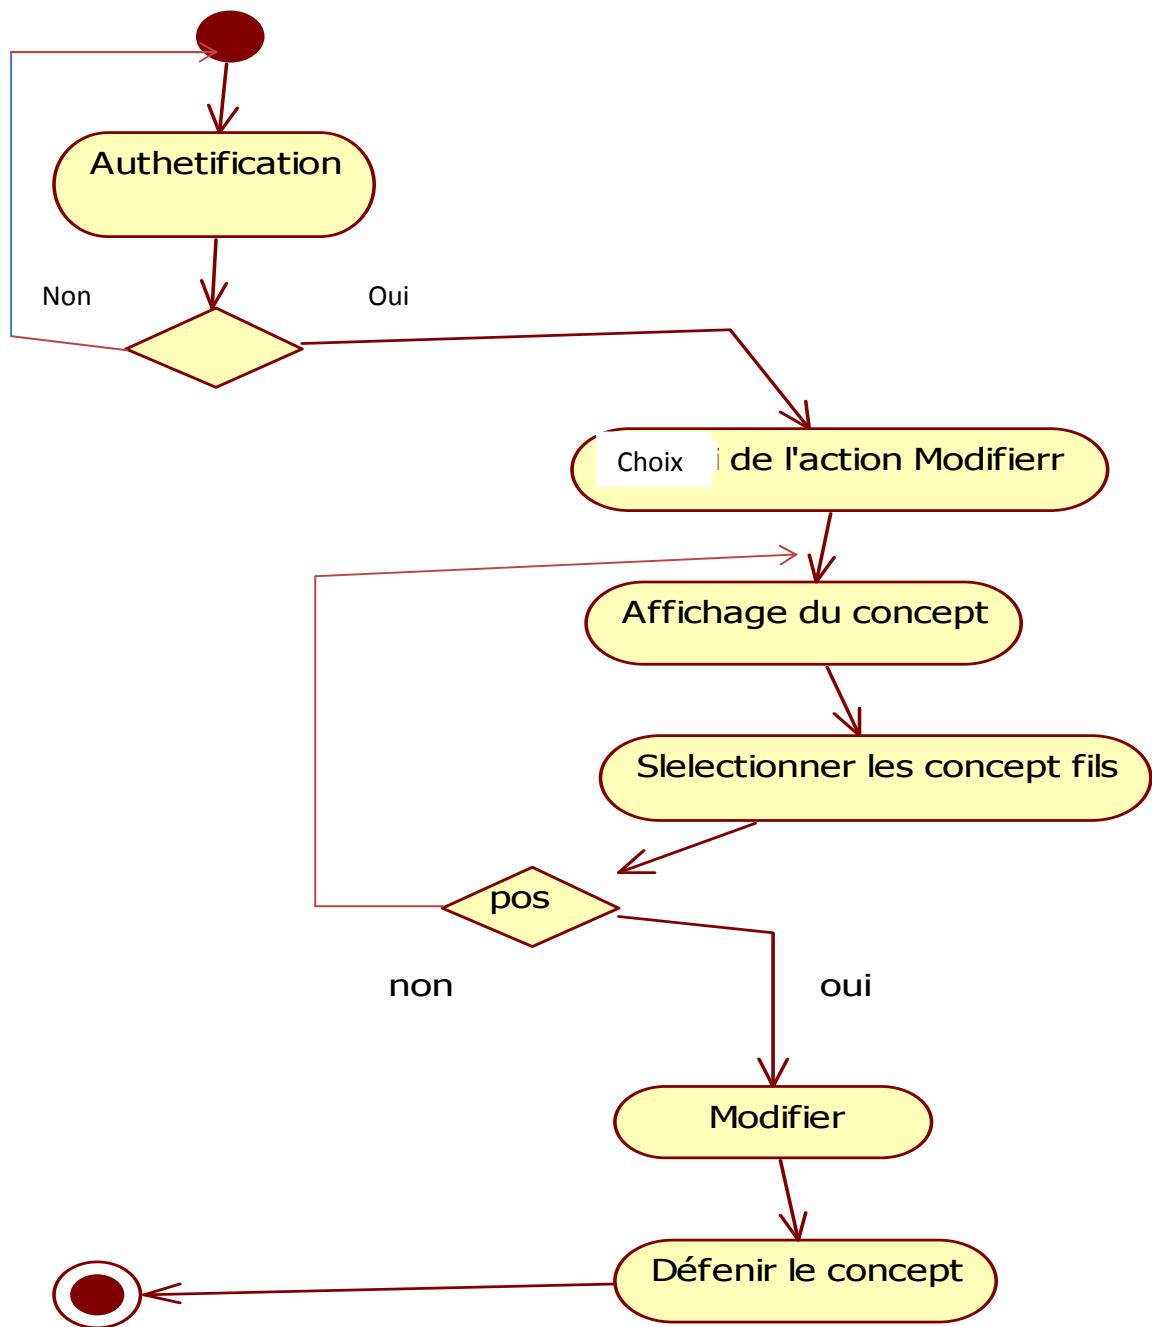 Authetification
Non
Oui
Choix i de l'action Modifierr
Affichage du concept
Slelectionner les concept fils
pos
non
oui
Modifier
Défenir le concept